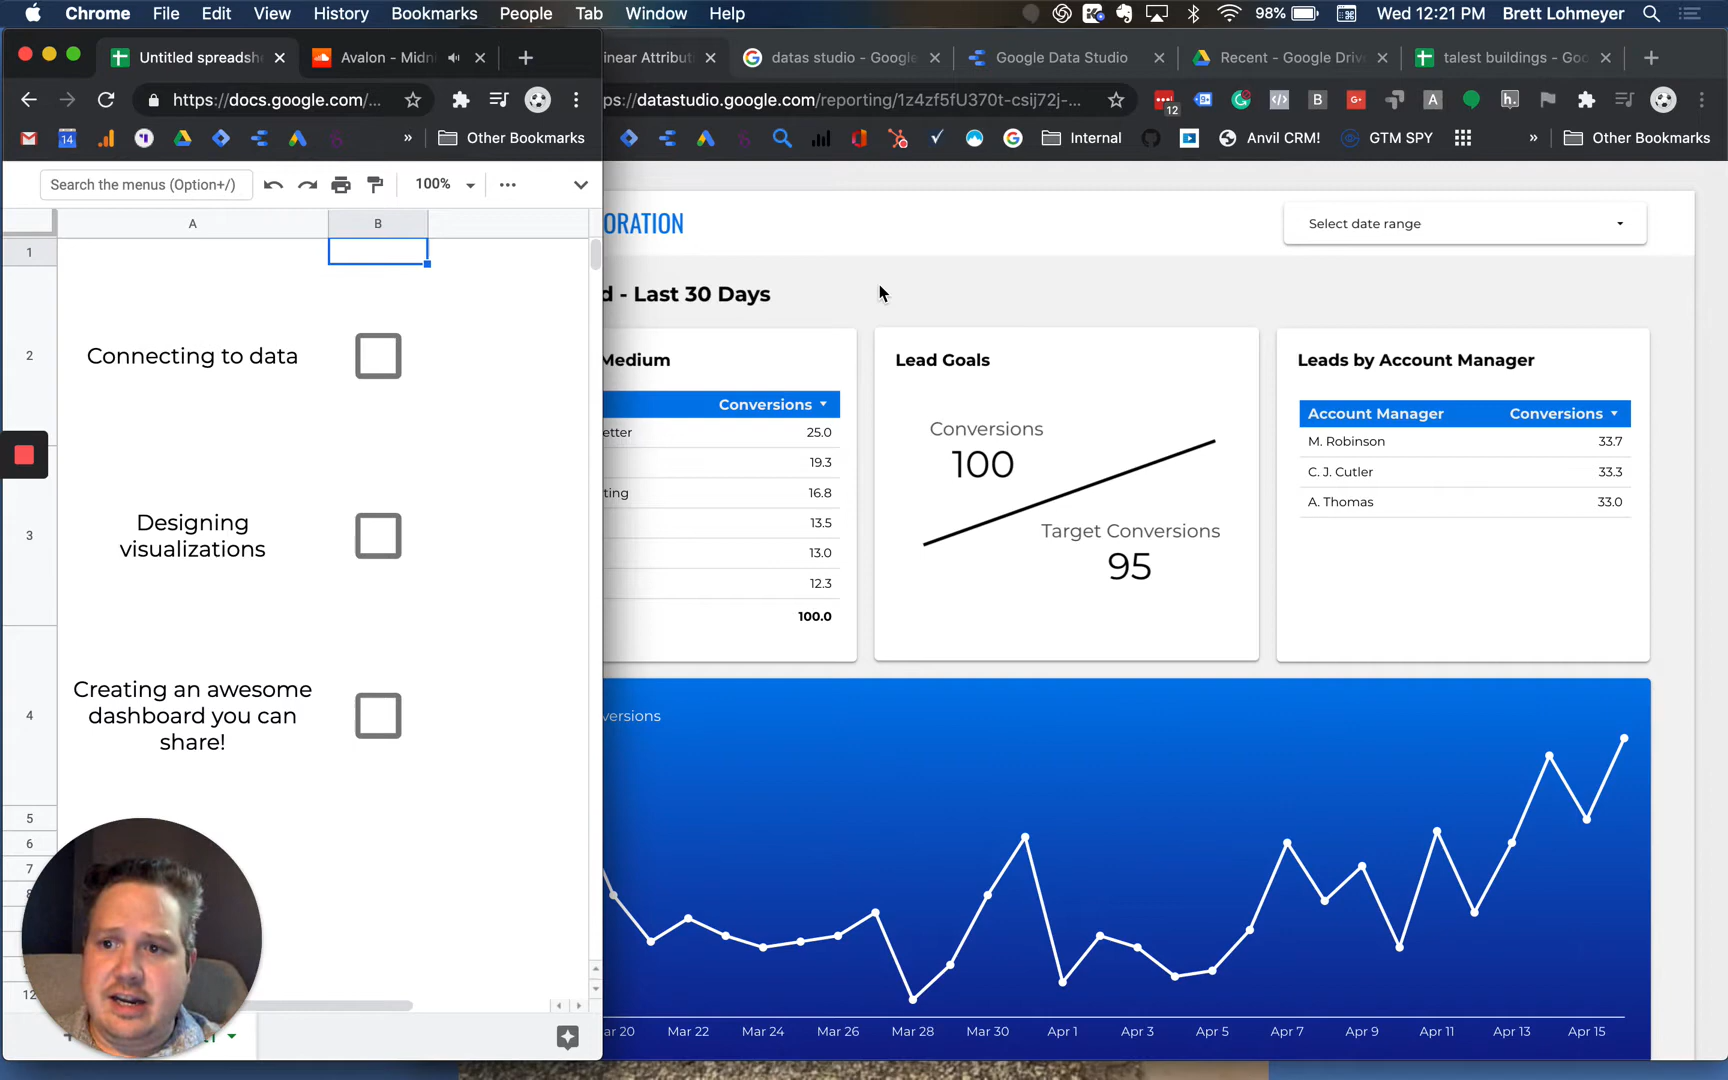 Chrome File Edit View History Bookmarks People Tab Window Help 98% Wed 12:21 PM Brett Lohmeyer
Untitled spreadshe
Avalon - Midni
inear Attribut
datas studio - Google
Google Data Studio
Recent - Google Drive
talest buildings - Goo
https://docs.google.com/...
ps://datastudio.google.com/reporting/1z4zf5fU370t-csij72j-...
12
14
» Other Bookmarks
Internal
Anvil CRM!
GTM SPY
» Other Bookmarks
Search the menus (Option+/)
100%
A
B
1
2
Connecting to data
3
Designing
visualizations
4
Creating an awesome
dashboard you can
share!
5
6
7
12
ORATION
Select date range
d - Last 30 Days
Medium
Conversions
etter 25.0
19.3
ting 16.8
13.5
13.0
12.3
100.0
Lead Goals
Conversions
100
Target Conversions
95
Leads by Account Manager
Account Manager Conversions
M. Robinson 33.7
C. J. Cutler 33.3
A. Thomas 33.0
versions
ar 20 Mar 22 Mar 24 Mar 26 Mar 28 Mar 30 Apr 1 Apr 3 Apr 5 Apr 7 Apr 9 Apr 11 Apr 13 Apr 15